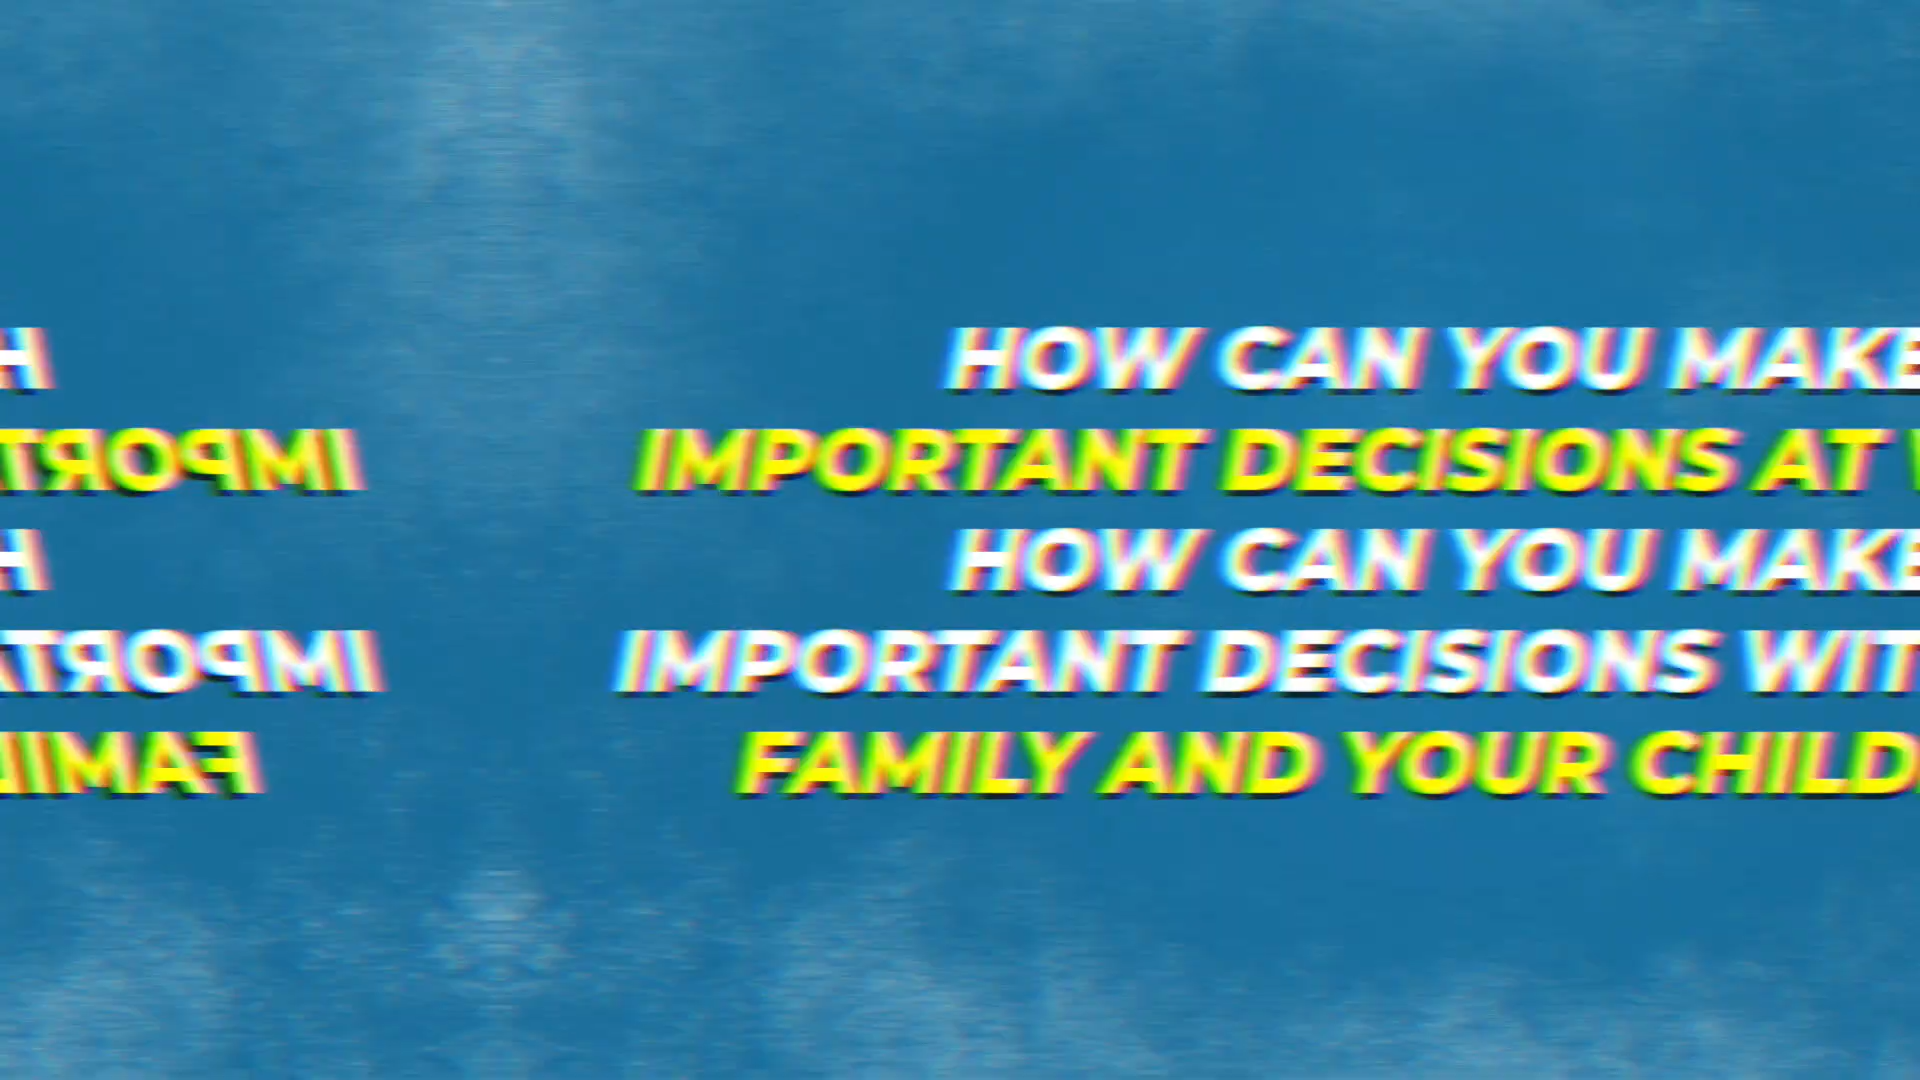 HOW CAN YOU MAKE
IMPORTANT DECISIONS AT
HOW CAN YOU MAKE
IMPORTANT DECISIONS
FAMILY AND YOUR